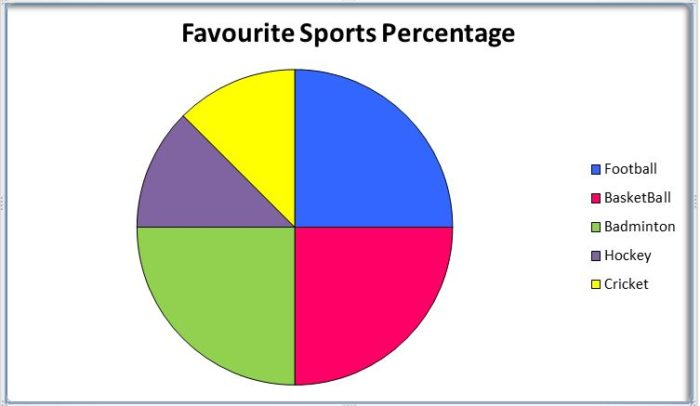 Favourite Sports Percentage
Football
BasketBall
Badminton
Hockey
Cricket